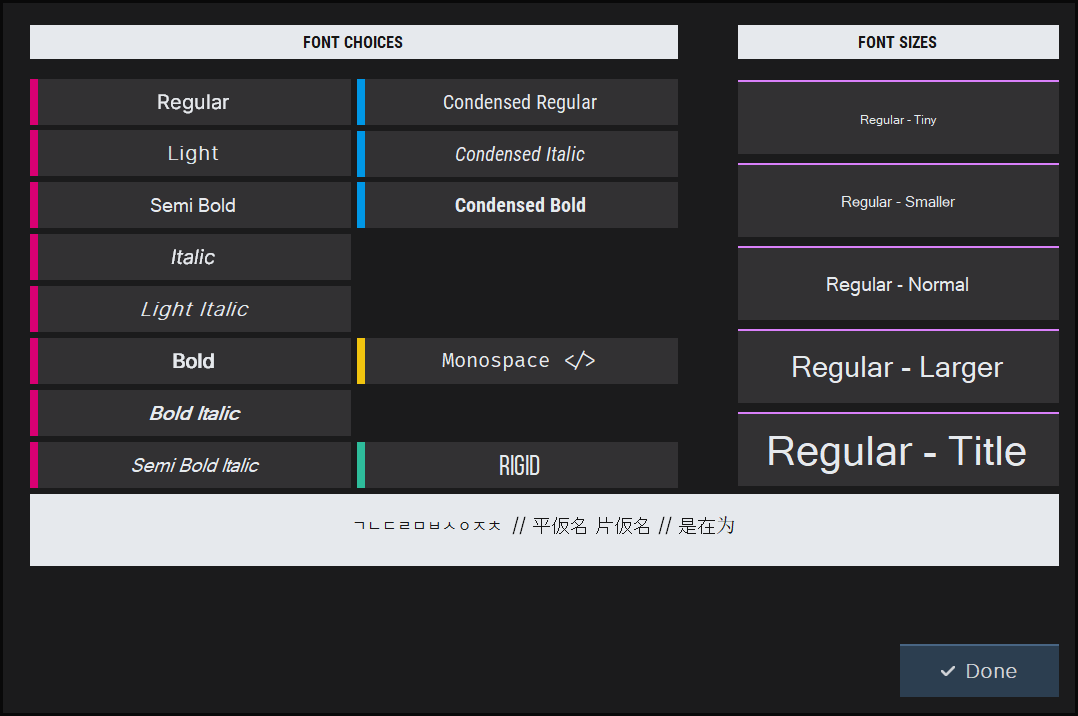 FONT CHOICES
Regular
Condensed Regular
Light
Condensed Italic
Semi Bold
Condensed Bold
Italic
Light Italic
Bold
Monospace </>
Bold Italic
Semi Bold Italic
RIGID
FONT SIZES
Regular - Tiny
Regular - Smaller
Regular - Normal
Regular - Larger
Regular - Title
ㄱㄴㄷㄹㅁㅂㅅㅇㅈㅊ // 平仮名 片仮名 // 是在为
Done